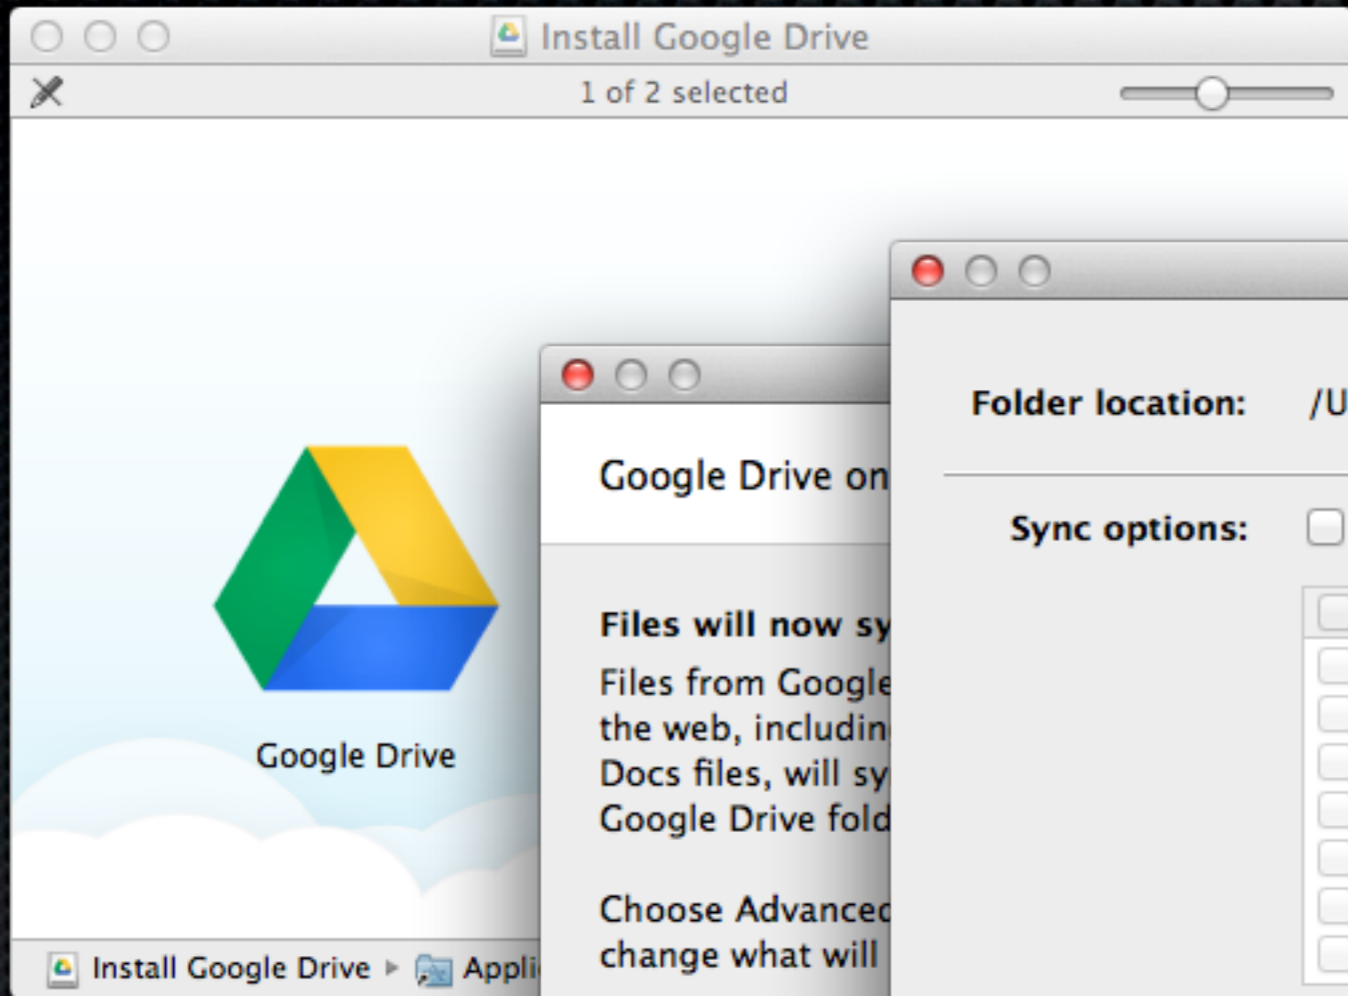 Install Google Drive
1 of 2 selected
Google Drive
Install Google Drive ▸ Appli
Google Drive on
Files will now sy
Files from Google
the web, includin
Docs files, will sy
Google Drive fold
Choose Advanced
change what will
Folder location: /U
Sync options: